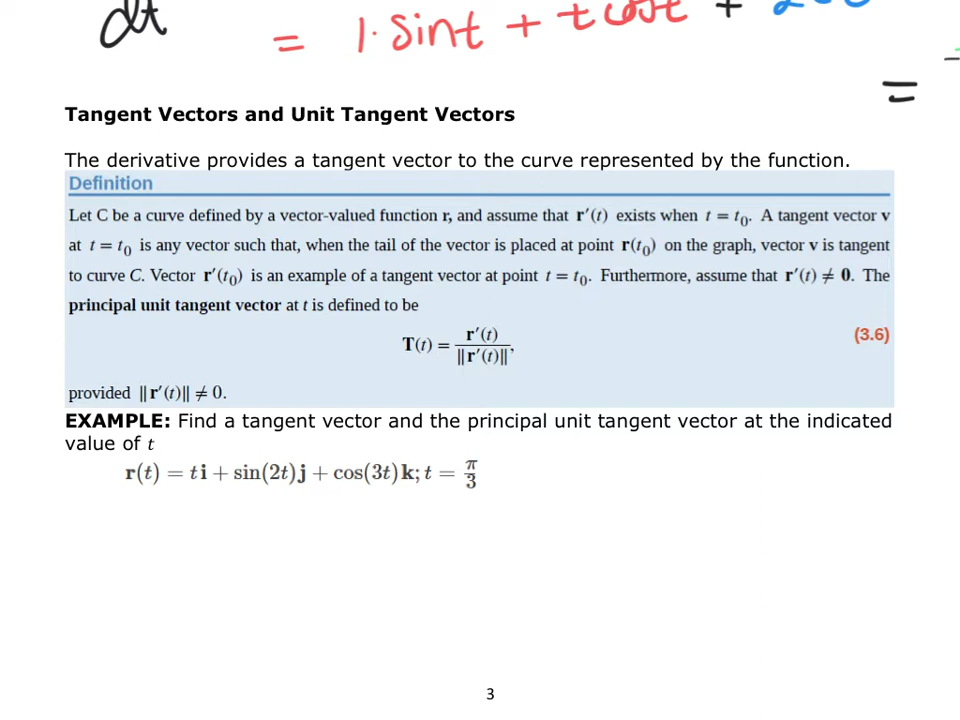 dt
= 1. sint + t cost +
=
Tangent Vectors and Unit Tangent Vectors
The derivative provides a tangent vector to the curve represented by the function.
Definition
Let C be a curve defined by a vector-valued function r, and assume that r′(t) exists when t = t₀. A tangent vector v
at t = t₀ is any vector such that, when the tail of the vector is placed at point r(t₀) on the graph, vector v is tangent
to curve C. Vector r′(t₀) is an example of a tangent vector at point t = t₀. Furthermore, assume that r′(t) ≠ 0. The
principal unit tangent vector at t is defined to be
T(t) = r′(t) / ‖r′(t)‖, (3.6)
provided ‖r′(t)‖ ≠ 0.
EXAMPLE: Find a tangent vector and the principal unit tangent vector at the indicated
value of t
r(t) = t i + sin(2t) j + cos(3t) k; t = π/3
3